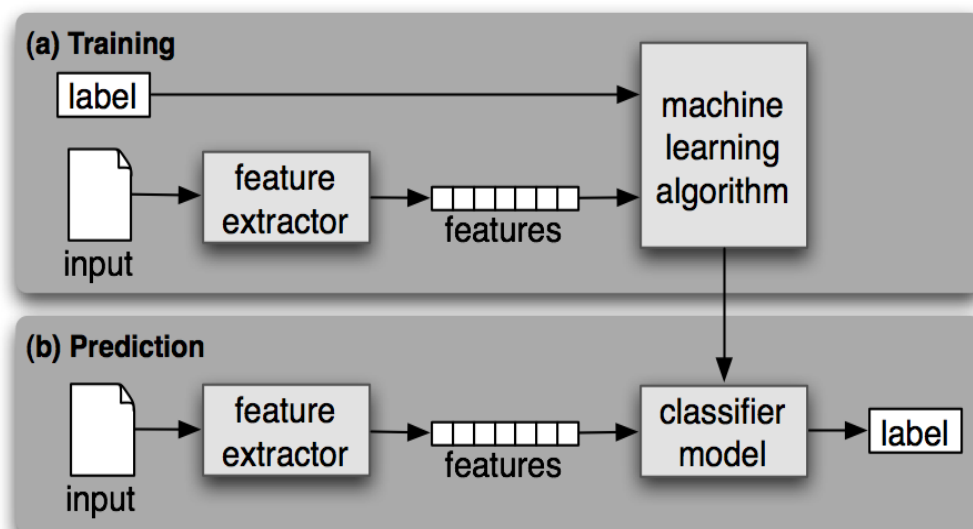 (a) Training
label
machine
learning
algorithm
feature
extractor
features
input
(b) Prediction
feature
extractor
features
input
classifier
model
label